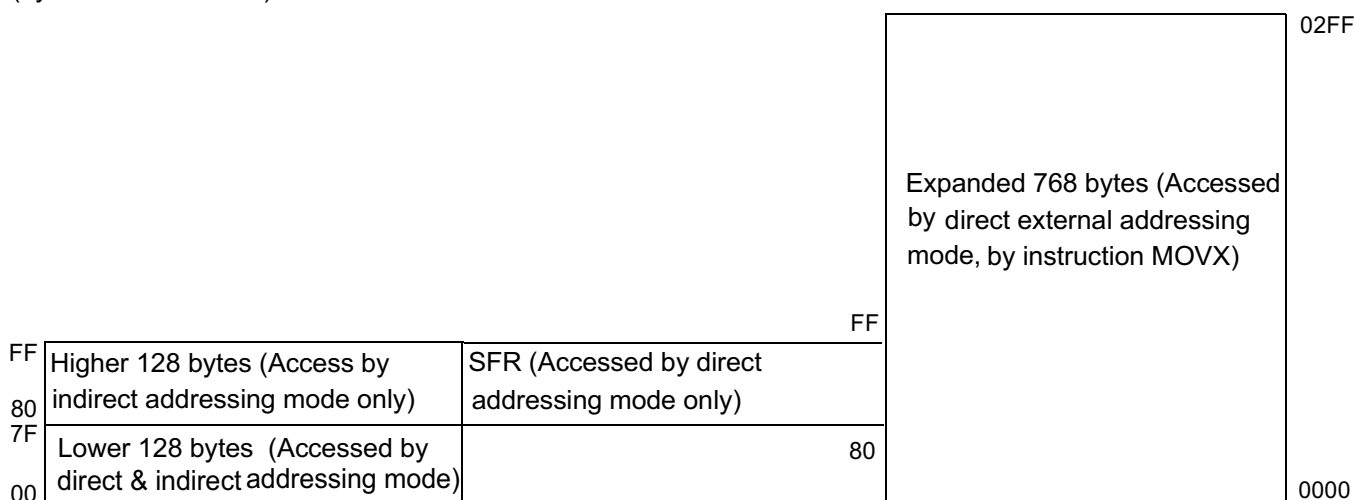 02FF
Expanded 768 bytes (Accessed
by direct external addressing
mode, by instruction MOVX)
FF
FF
Higher 128 bytes (Access by
indirect addressing mode only)
SFR (Accessed by direct
addressing mode only)
80
7F
Lower 128 bytes (Accessed by
direct & indirect addressing mode)
80
00
0000